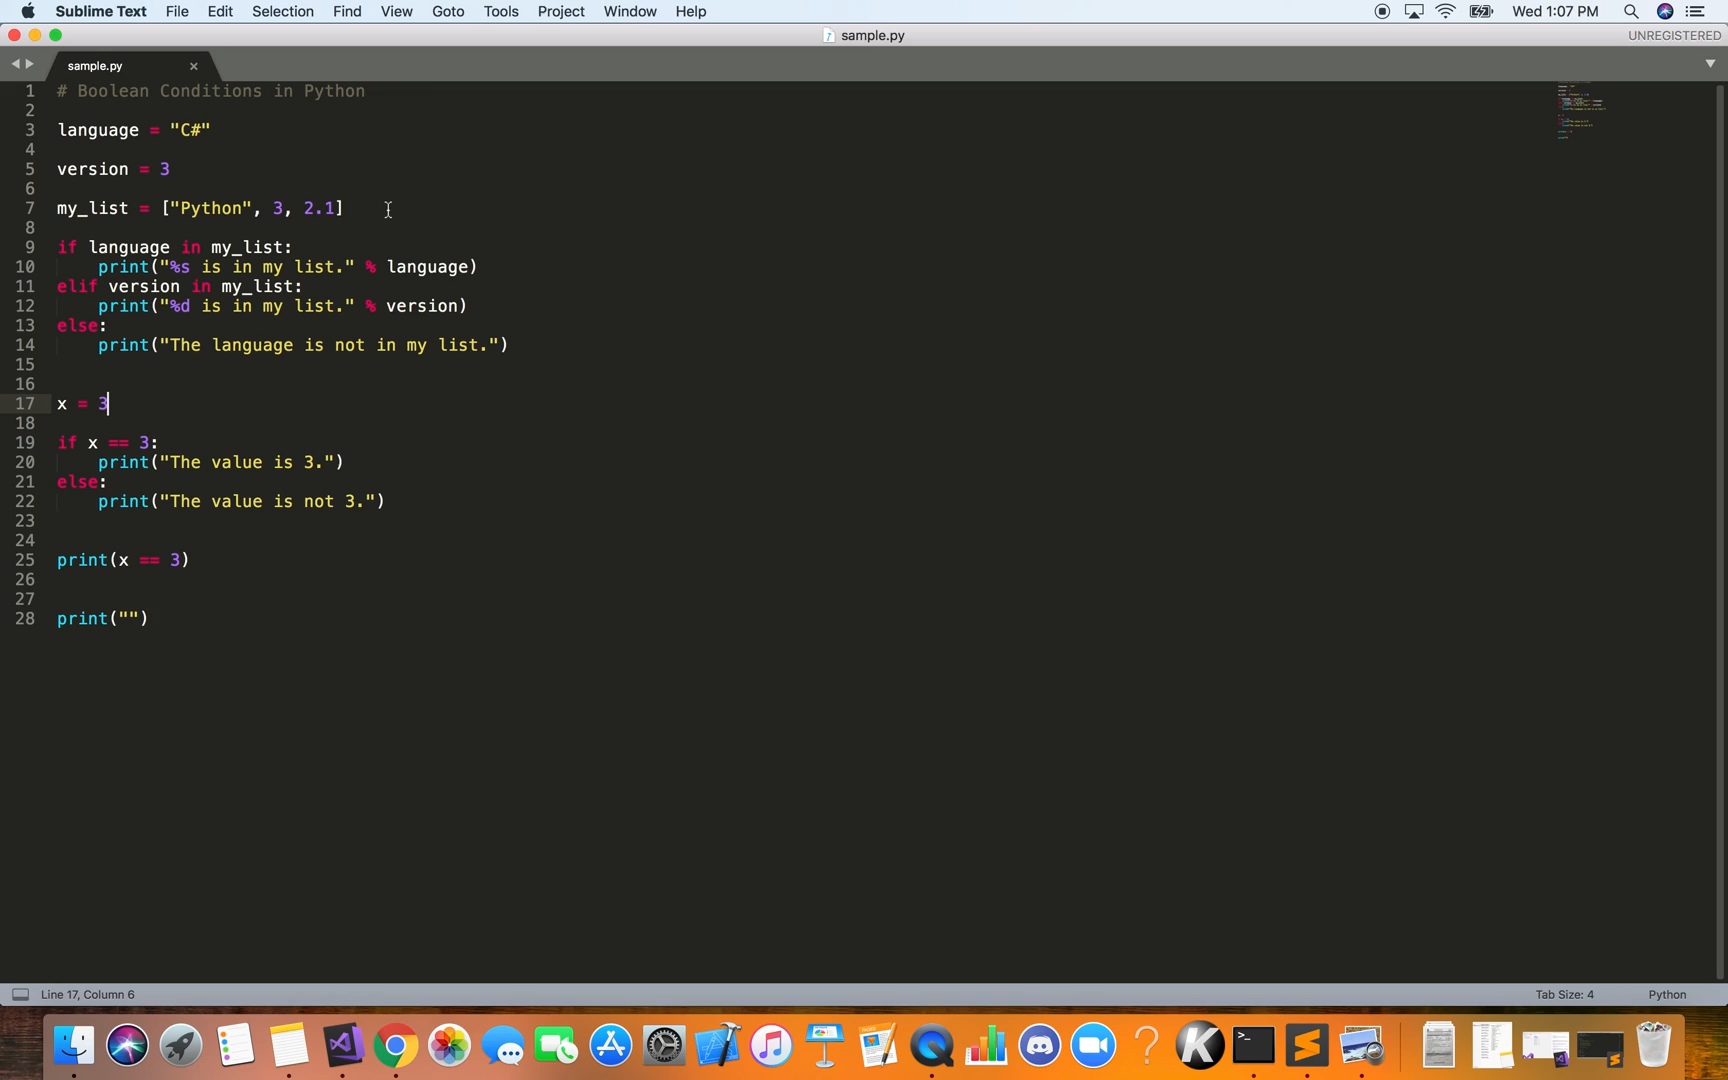 Sublime Text File Edit Selection Find View Goto Tools Project Window Help Wed 1:07 PM
sample.py UNREGISTERED
sample.py ×
1 # Boolean Conditions in Python
2
3 language = "C#"
4
5 version = 3
6
7 my_list = ["Python", 3, 2.1]
8
9 if language in my_list:
10     print("%s is in my list." % language)
11 elif version in my_list:
12     print("%d is in my list." % version)
13 else:
14     print("The language is not in my list.")
15
16
17 x = 3
18
19 if x == 3:
20     print("The value is 3.")
21 else:
22     print("The value is not 3.")
23
24
25 print(x == 3)
26
27
28 print("")
Line 17, Column 6 Tab Size: 4 Python